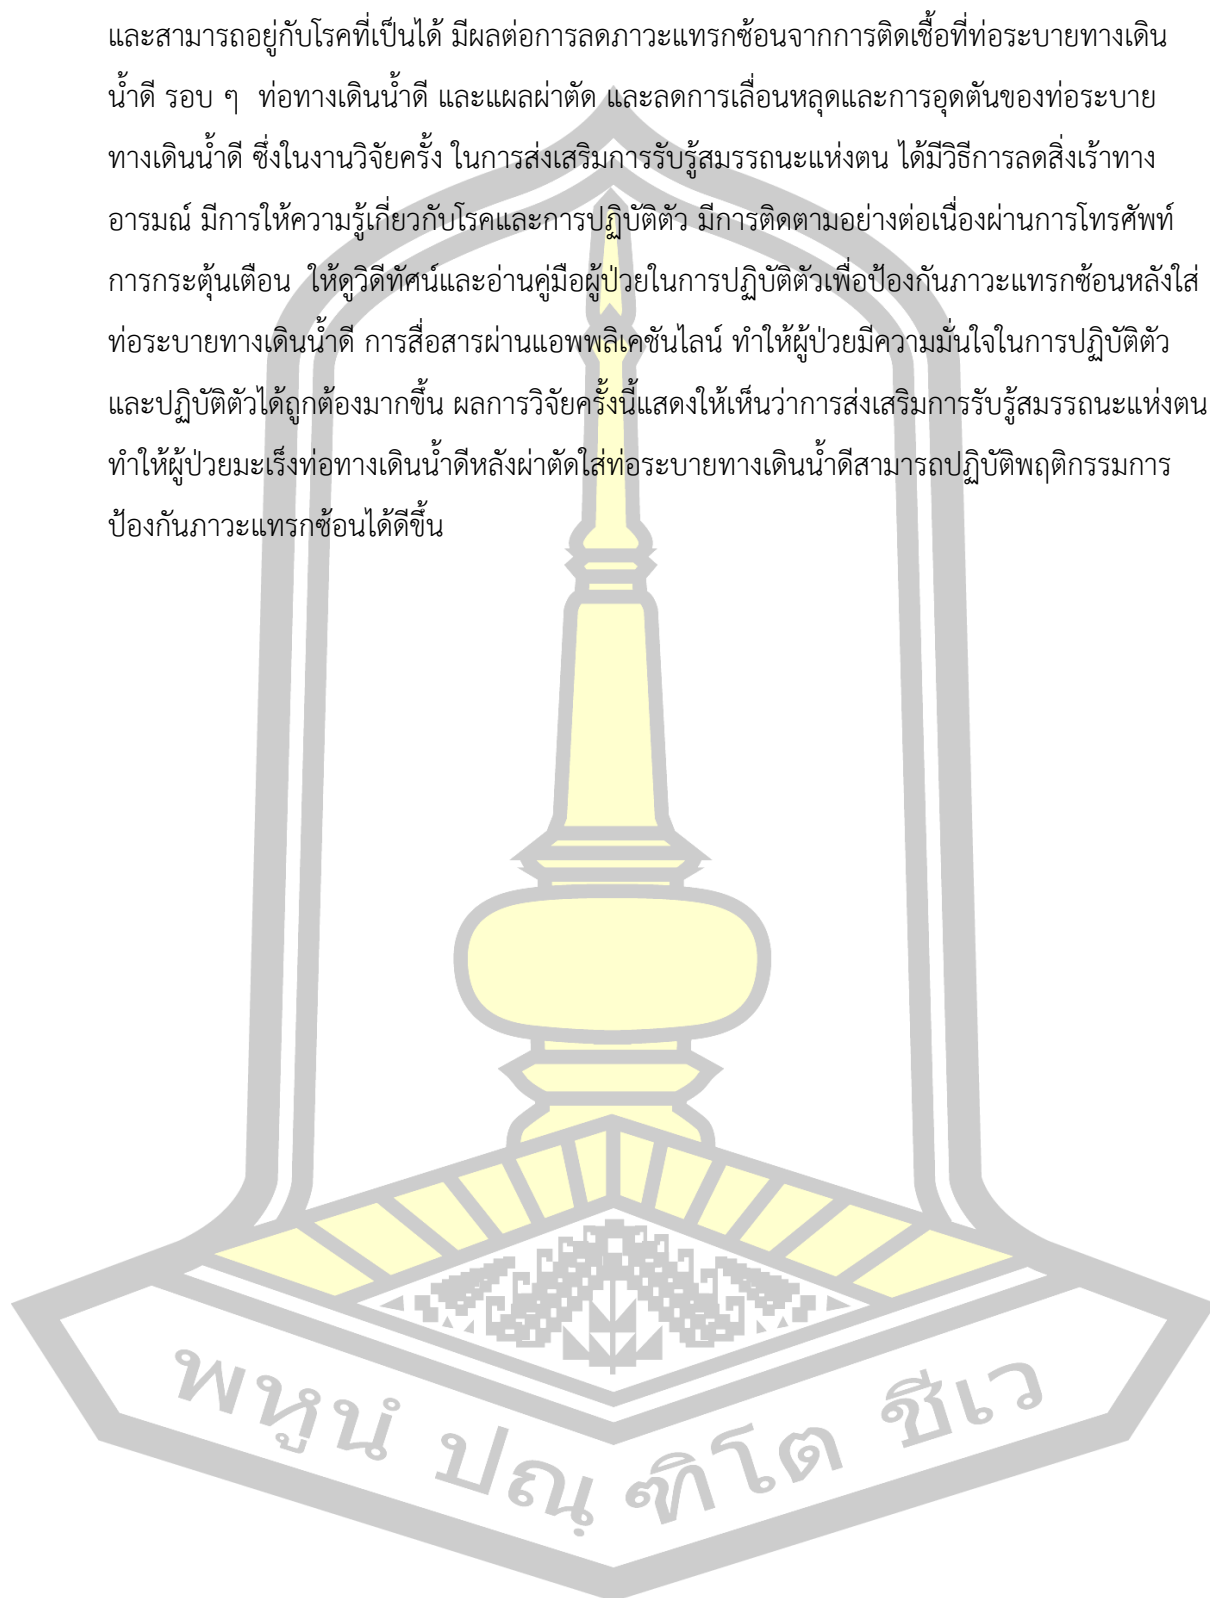 และสามารถอยู่กับโรคที่เป็นได้ มีผลต่อการลดภาวะแทรกซ้อนจากการติดเชื้อที่ท่อระบายทางเดิน
น้ำดี รอบ ๆ ท่อทางเดินน้ำดี และแผลผ่าตัด และลดการเลื่อนหลุดและการอุดตันของท่อระบาย
ทางเดินน้ำดี ซึ่งในงานวิจัยครั้ง ในการส่งเสริมการรับรู้สมรรถนะแห่งตน ได้มีวิธีการลดสิ่งเร้าทาง
อารมณ์ มีการให้ความรู้เกี่ยวกับโรคและการปฏิบัติตัว มีการติดตามอย่างต่อเนื่องผ่านการโทรศัพท์
การกระตุ้นเตือน ให้ดูวิดีทัศน์และอ่านคู่มือผู้ป่วยในการปฏิบัติตัวเพื่อป้องกันภาวะแทรกซ้อนหลังใส่
ท่อระบายทางเดินน้ำดี การสื่อสารผ่านแอพพลิเคชันไลน์ ทำให้ผู้ป่วยมีความมั่นใจในการปฏิบัติตัว
และปฏิบัติตัวได้ถูกต้องมากขึ้น ผลการวิจัยครั้งนี้แสดงให้เห็นว่าการส่งเสริมการรับรู้สมรรถนะแห่งตน
ทำให้ผู้ป่วยมะเร็งท่อทางเดินน้ำดีหลังผ่าตัดใส่ท่อระบายทางเดินน้ำดีสามารถปฏิบัติพฤติกรรมการ
ป้องกันภาวะแทรกซ้อนได้ดีขึ้น
พหูนํ ปณฺ ฑิโต ชีเว